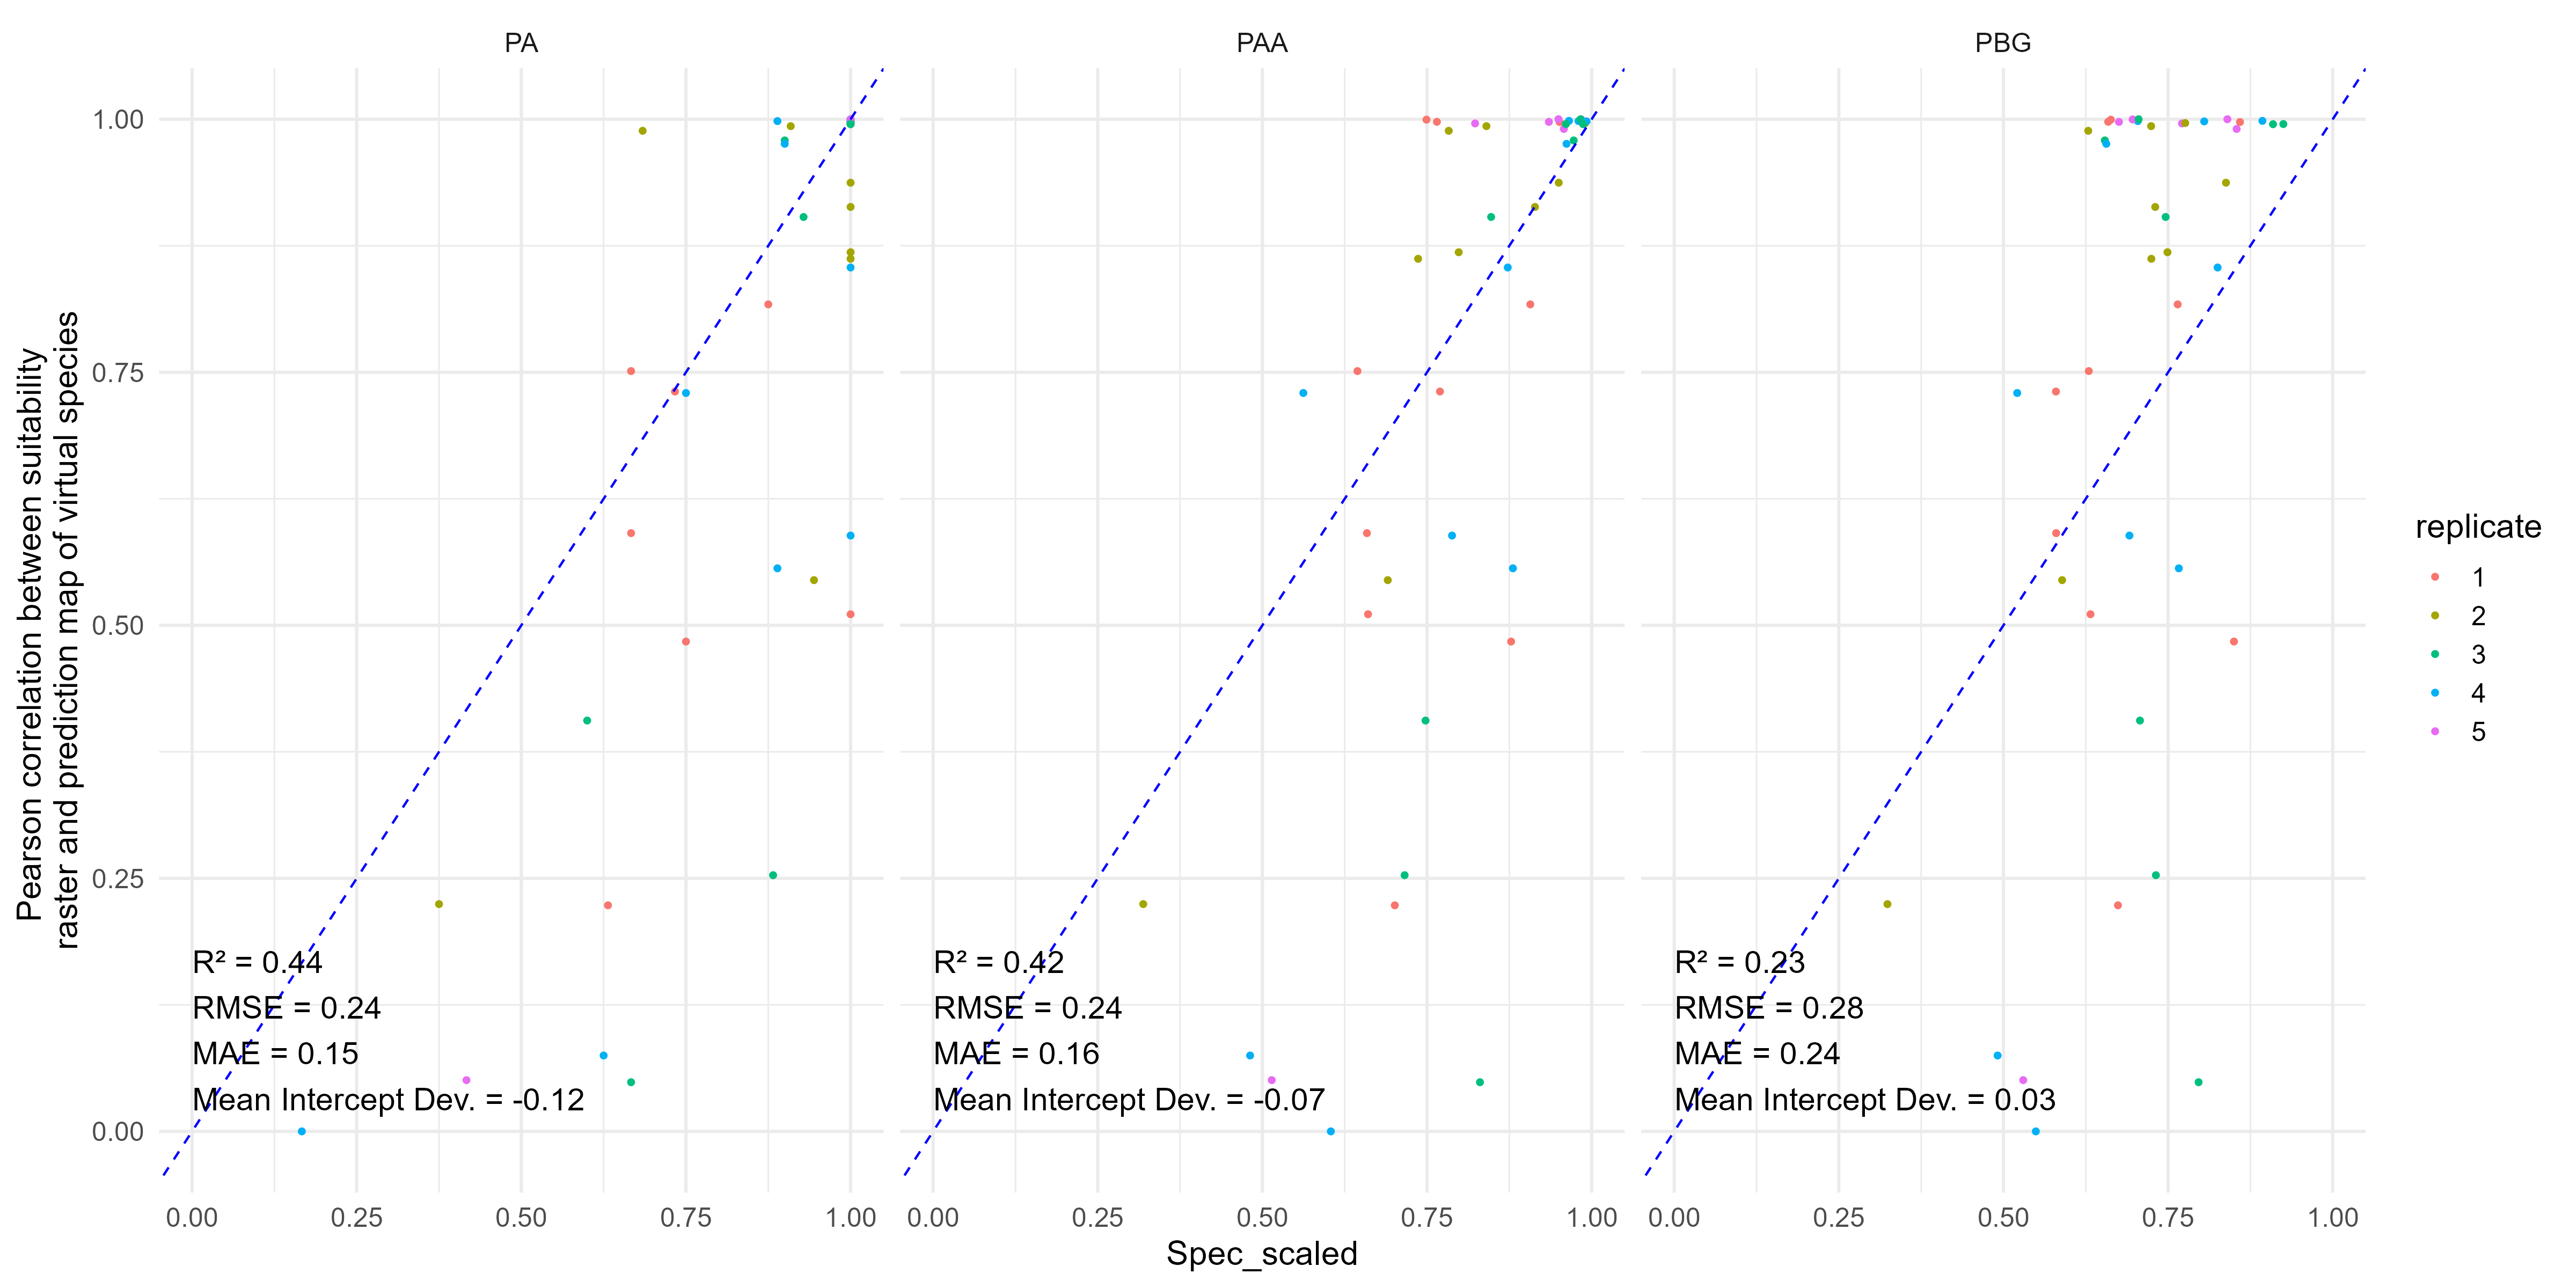 PA
PAA
PBG
Pearson correlation between suitability
raster and prediction map of virtual species
1.00
0.75
0.50
0.25
0.00
R² = 0.44
RMSE = 0.24
MAE = 0.15
Mean Intercept Dev. = -0.12
R² = 0.42
RMSE = 0.24
MAE = 0.16
Mean Intercept Dev. = -0.07
R² = 0.23
RMSE = 0.28
MAE = 0.24
Mean Intercept Dev. = 0.03
0.00 0.25 0.50 0.75 1.00
0.00 0.25 0.50 0.75 1.00
0.00 0.25 0.50 0.75 1.00
Spec_scaled
replicate
1
2
3
4
5